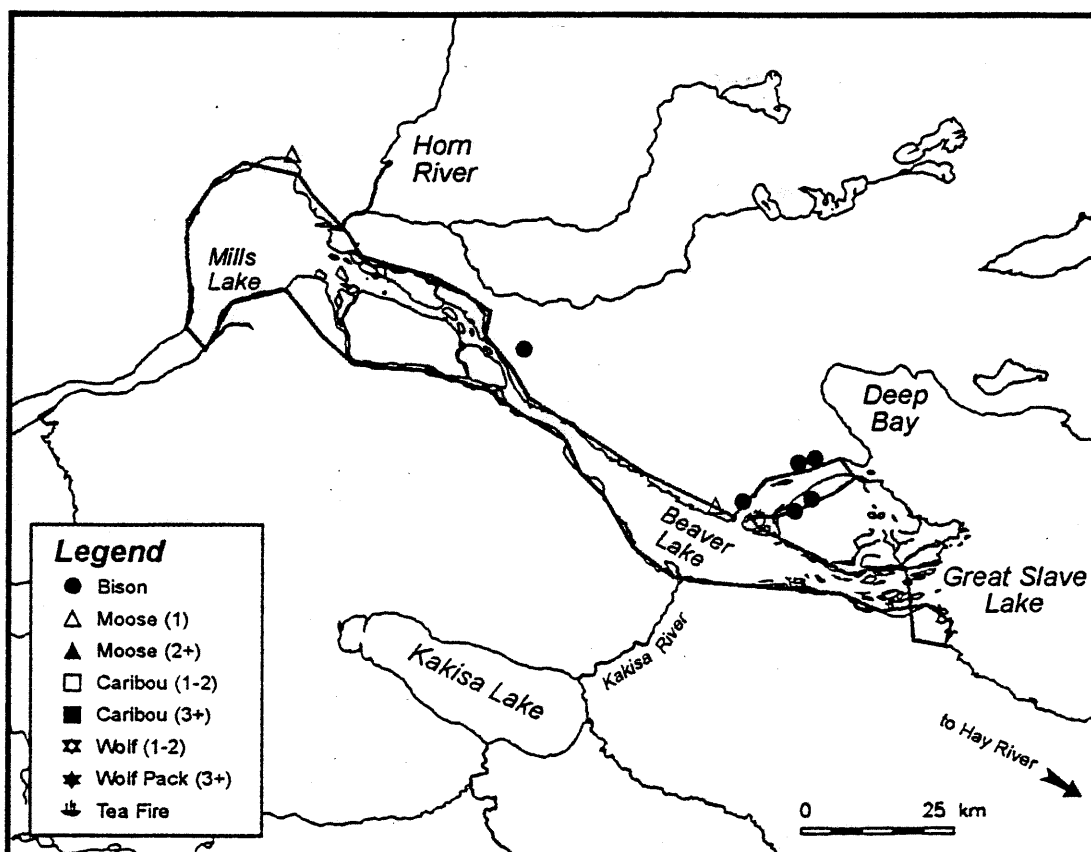 Horn
River
Mills
Lake
Deep
Bay
Beaver
Lake
Great Slave
Lake
Kakisa River
Kakisa Lake
to Hay River
0 25 km
Legend
Bison
Moose (1)
Moose (2+)
Caribou (1-2)
Caribou (3+)
Wolf (1-2)
Wolf Pack (3+)
Tea Fire